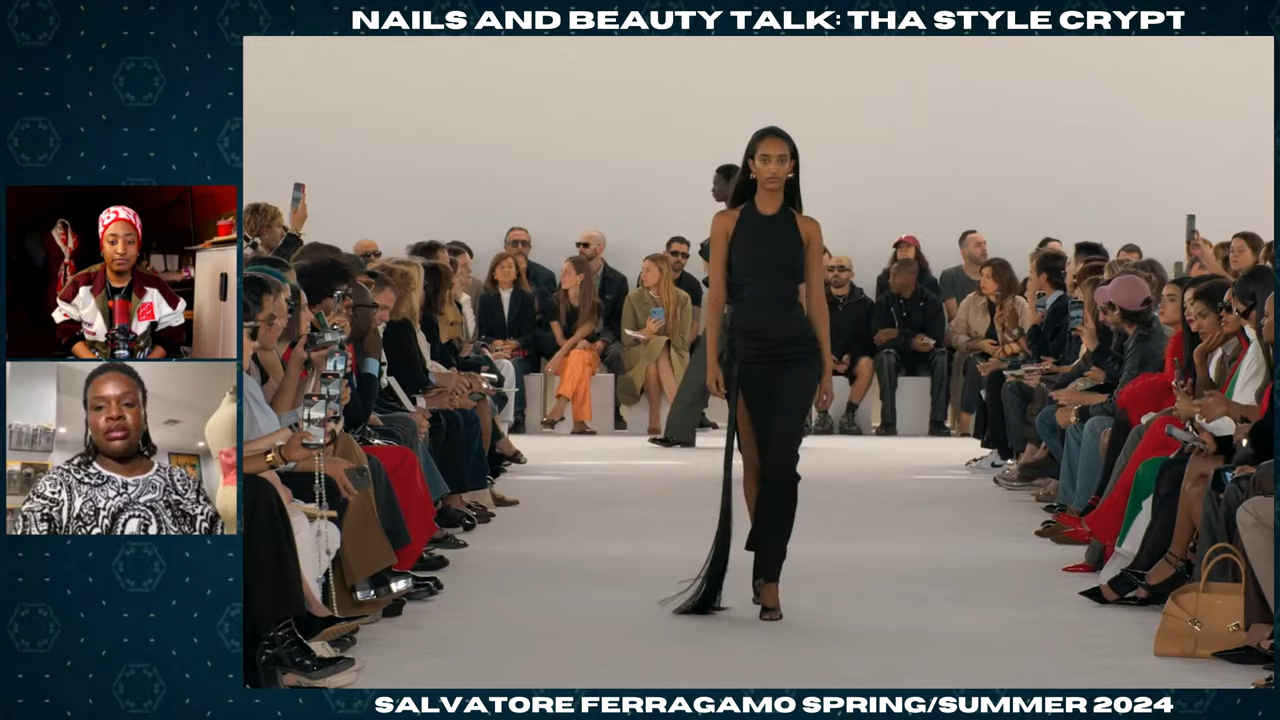 NAILS AND BEAUTY TALK: THA STYLE CRYPT
SALVATORE FERRAGAMO SPRING/SUMMER 2024